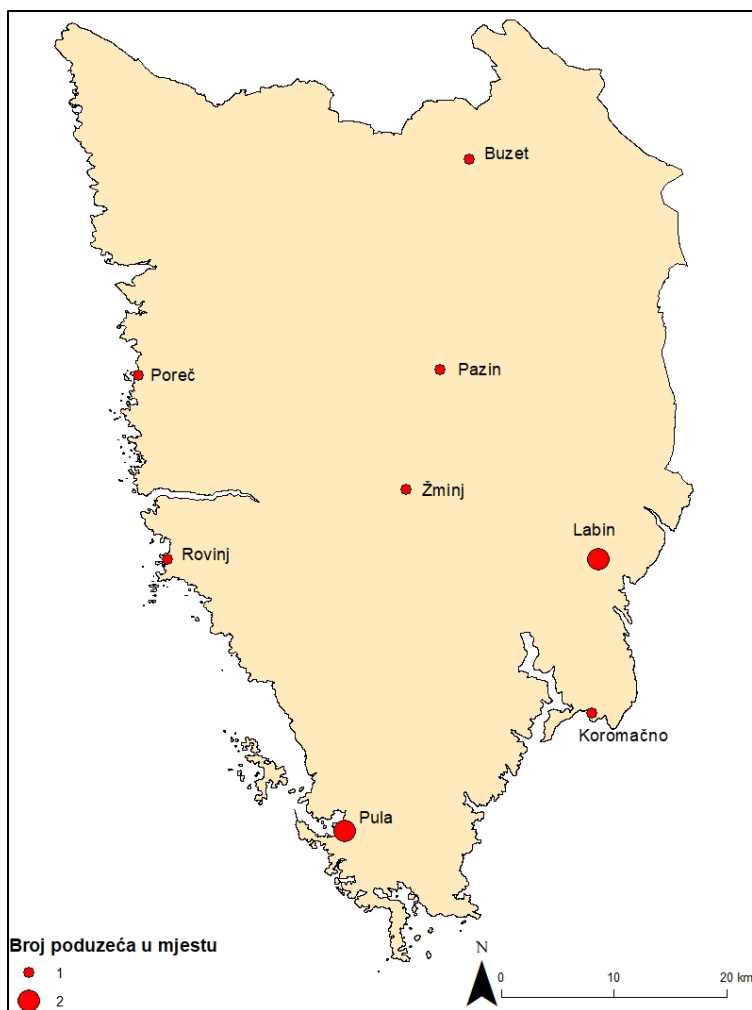 Buzet
Poreč
Pazin
Žminj
Labin
Rovinj
Koromačno
Pula
Broj poduzeća u mjestu
1
2
N
0 10 20 km